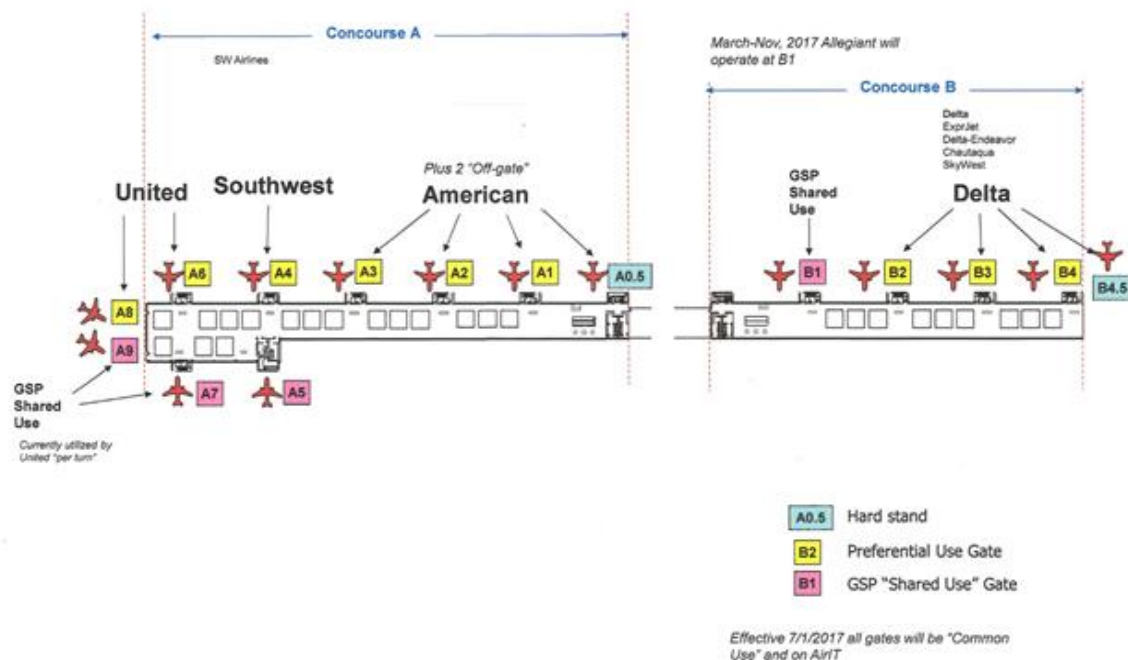 Concourse A
SW Airlines
March-Nov, 2017 Allegiant will
operate at B1
Concourse B
Delta
ExprJet
Delta-Endeavor
Chautaqua
SkyWest
Plus 2 "Off-gate"
United
Southwest
American
GSP
Shared
Use
Delta
A6
A4
A3
A2
A1
A0.5
B1
B2
B3
B4
B4.5
A8
A9
A7
A5
GSP
Shared
Use
Currently utilized by
United "per turn"
A0.5 Hard stand
B2 Preferential Use Gate
B1 GSP "Shared Use" Gate
Effective 7/1/2017 all gates will be "Common
Use" and on AirIT